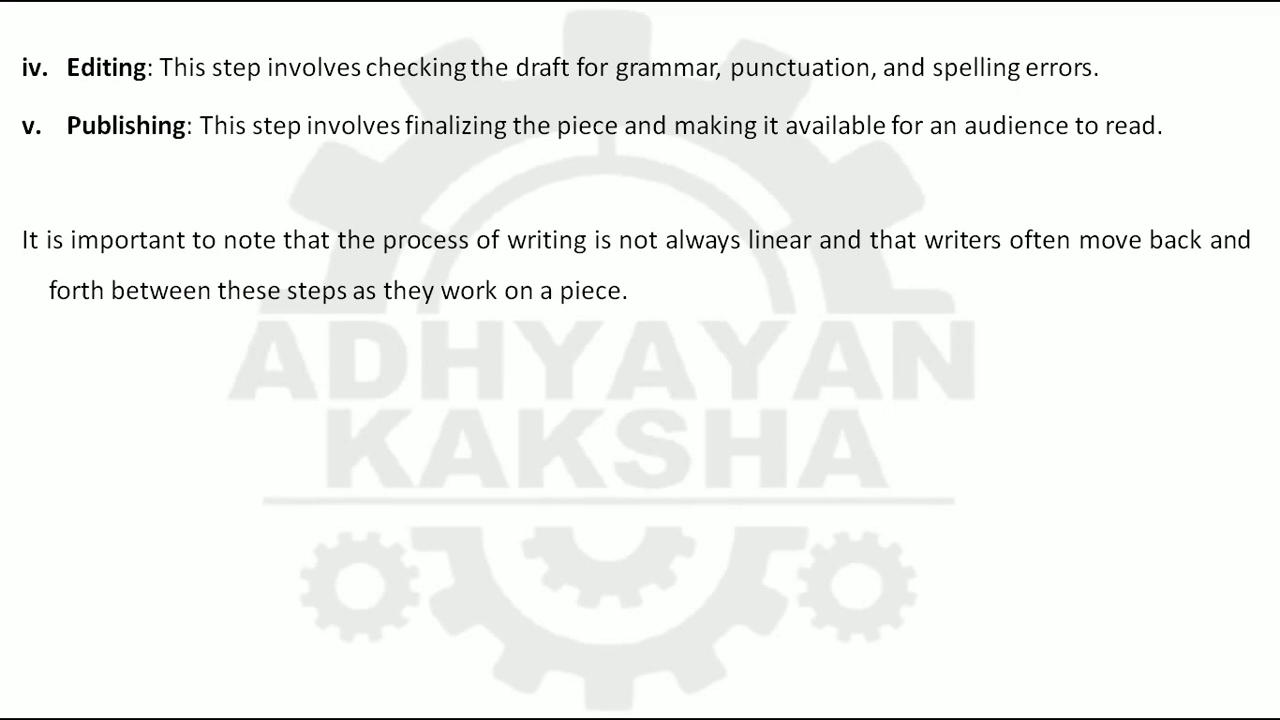 iv. Editing: This step involves checking the draft for grammar, punctuation, and spelling errors.
v. Publishing: This step involves finalizing the piece and making it available for an audience to read.
It is important to note that the process of writing is not always linear and that writers often move back and
forth between these steps as they work on a piece.
ADHYAYAN
KAKSHA